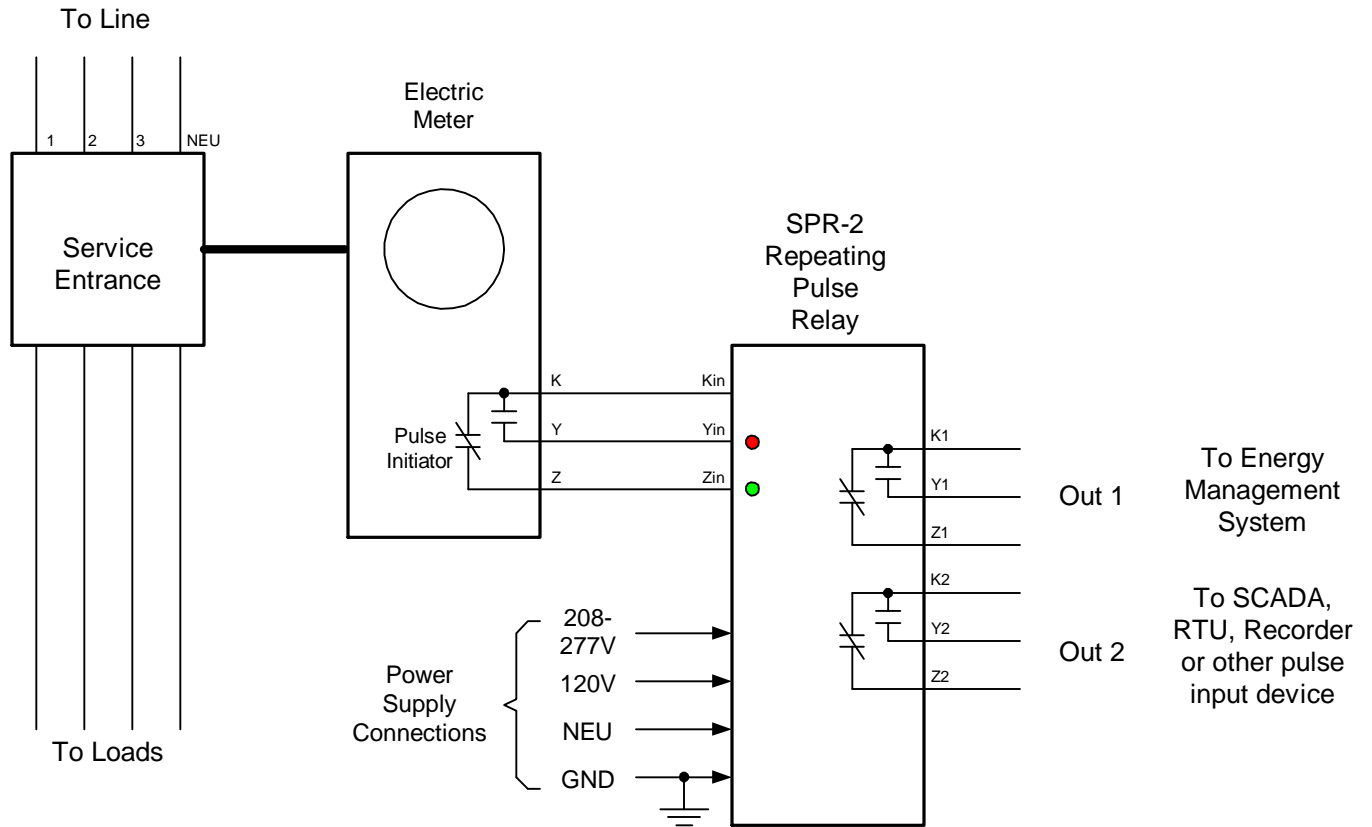 To Line
1
2
3
NEU
Service
Entrance
To Loads
Electric
Meter
Pulse
Initiator
K
Y
Z
SPR-2
Repeating
Pulse
Relay
Kin
Yin
Zin
Power
Supply
Connections
208-
277V
120V
NEU
GND
K1
Y1
Z1
Out 1
To Energy
Management
System
K2
Y2
Z2
Out 2
To SCADA,
RTU, Recorder
or other pulse
input device